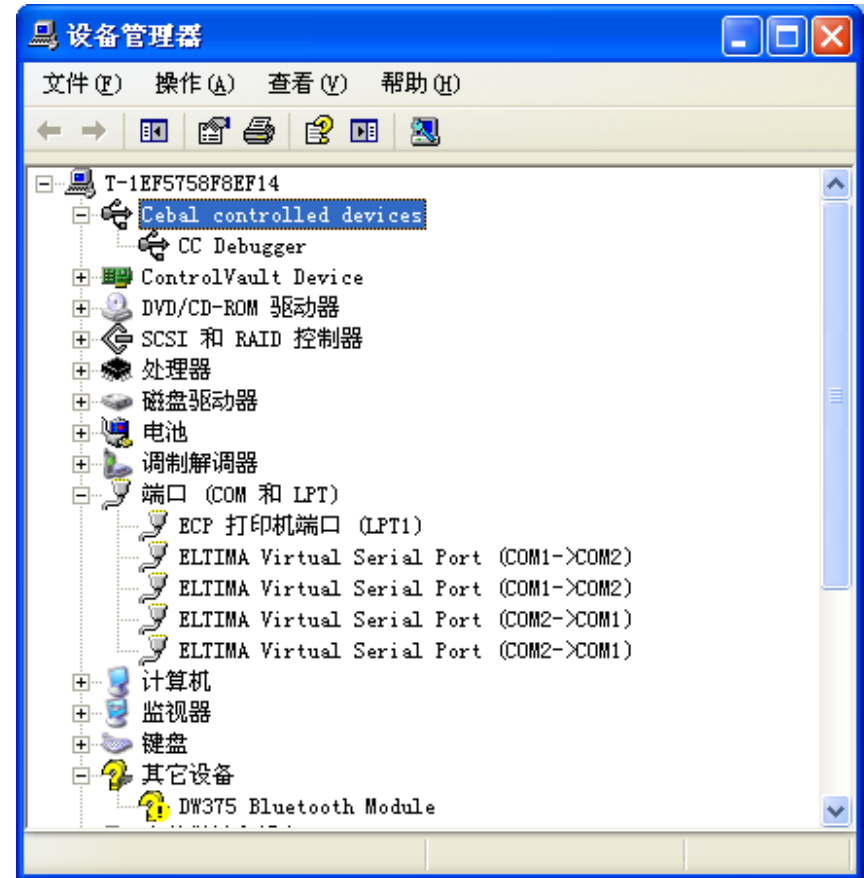 设备管理器
文件(F) 操作(A) 查看(V) 帮助(H)
T-1EF5758F8EF14
Cebal controlled devices
CC Debugger
ControlVault Device
DVD/CD-ROM 驱动器
SCSI 和 RAID 控制器
处理器
磁盘驱动器
电池
调制解调器
端口 (COM 和 LPT)
ECP 打印机端口 (LPT1)
ELTIMA Virtual Serial Port (COM1->COM2)
ELTIMA Virtual Serial Port (COM1->COM2)
ELTIMA Virtual Serial Port (COM2->COM1)
ELTIMA Virtual Serial Port (COM2->COM1)
计算机
监视器
键盘
其它设备
DW375 Bluetooth Module